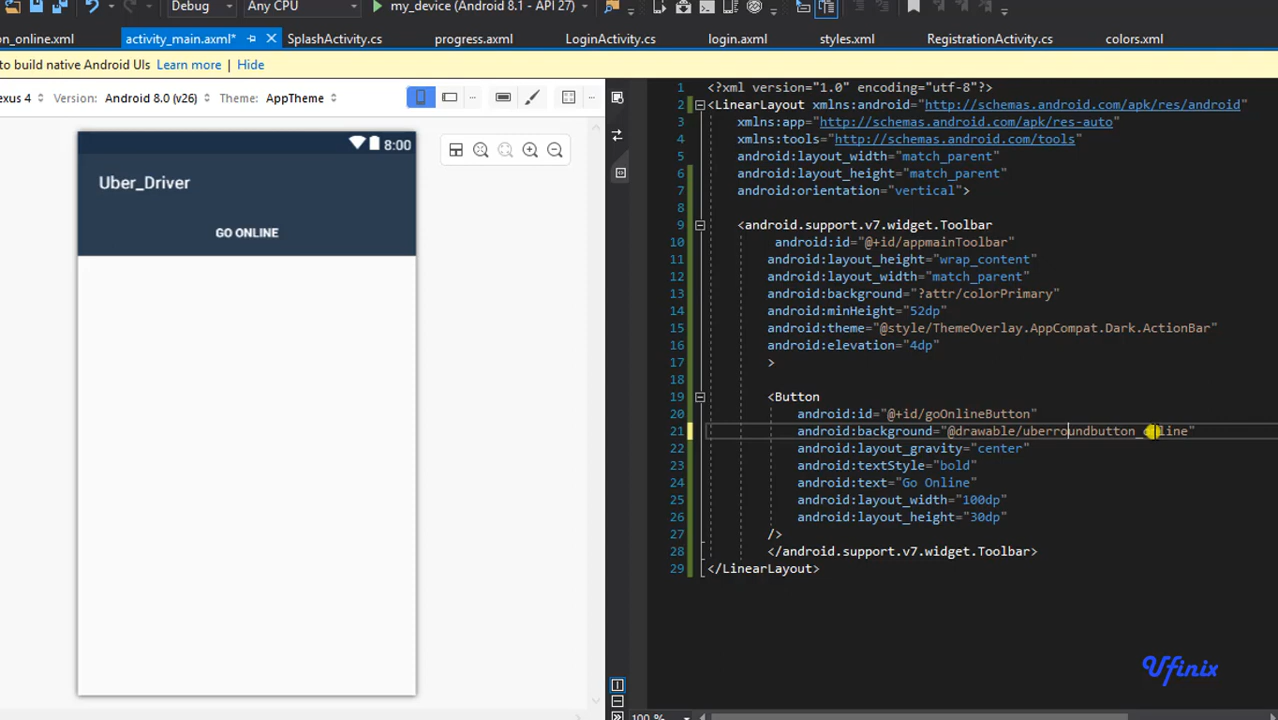 Debug Any CPU my_device (Android 8.1 - API 27)
n_online.xml activity_main.axml* SplashActivity.cs progress.axml LoginActivity.cs login.axml styles.xml RegistrationActivity.cs colors.xml
to build native Android UIs Learn more | Hide
exus 4 Version: Android 8.0 (v26) Theme: AppTheme
8:00
Uber_Driver
GO ONLINE
1 <?xml version="1.0" encoding="utf-8"?>
2 <LinearLayout xmlns:android="http://schemas.android.com/apk/res/android"
3 xmlns:app="http://schemas.android.com/apk/res-auto"
4 xmlns:tools="http://schemas.android.com/tools"
5 android:layout_width="match_parent"
6 android:layout_height="match_parent"
7 android:orientation="vertical">
8
9 <android.support.v7.widget.Toolbar
10 android:id="@+id/appmainToolbar"
11 android:layout_height="wrap_content"
12 android:layout_width="match_parent"
13 android:background="?attr/colorPrimary"
14 android:minHeight="52dp"
15 android:theme="@style/ThemeOverlay.AppCompat.Dark.ActionBar"
16 android:elevation="4dp"
17 >
18
19 <Button
20 android:id="@+id/goOnlineButton"
21 android:background="@drawable/uberroundbutton_online"
22 android:layout_gravity="center"
23 android:textStyle="bold"
24 android:text="Go Online"
25 android:layout_width="100dp"
26 android:layout_height="30dp"
27 />
28 </android.support.v7.widget.Toolbar>
29 </LinearLayout>
Ufinix
100 %